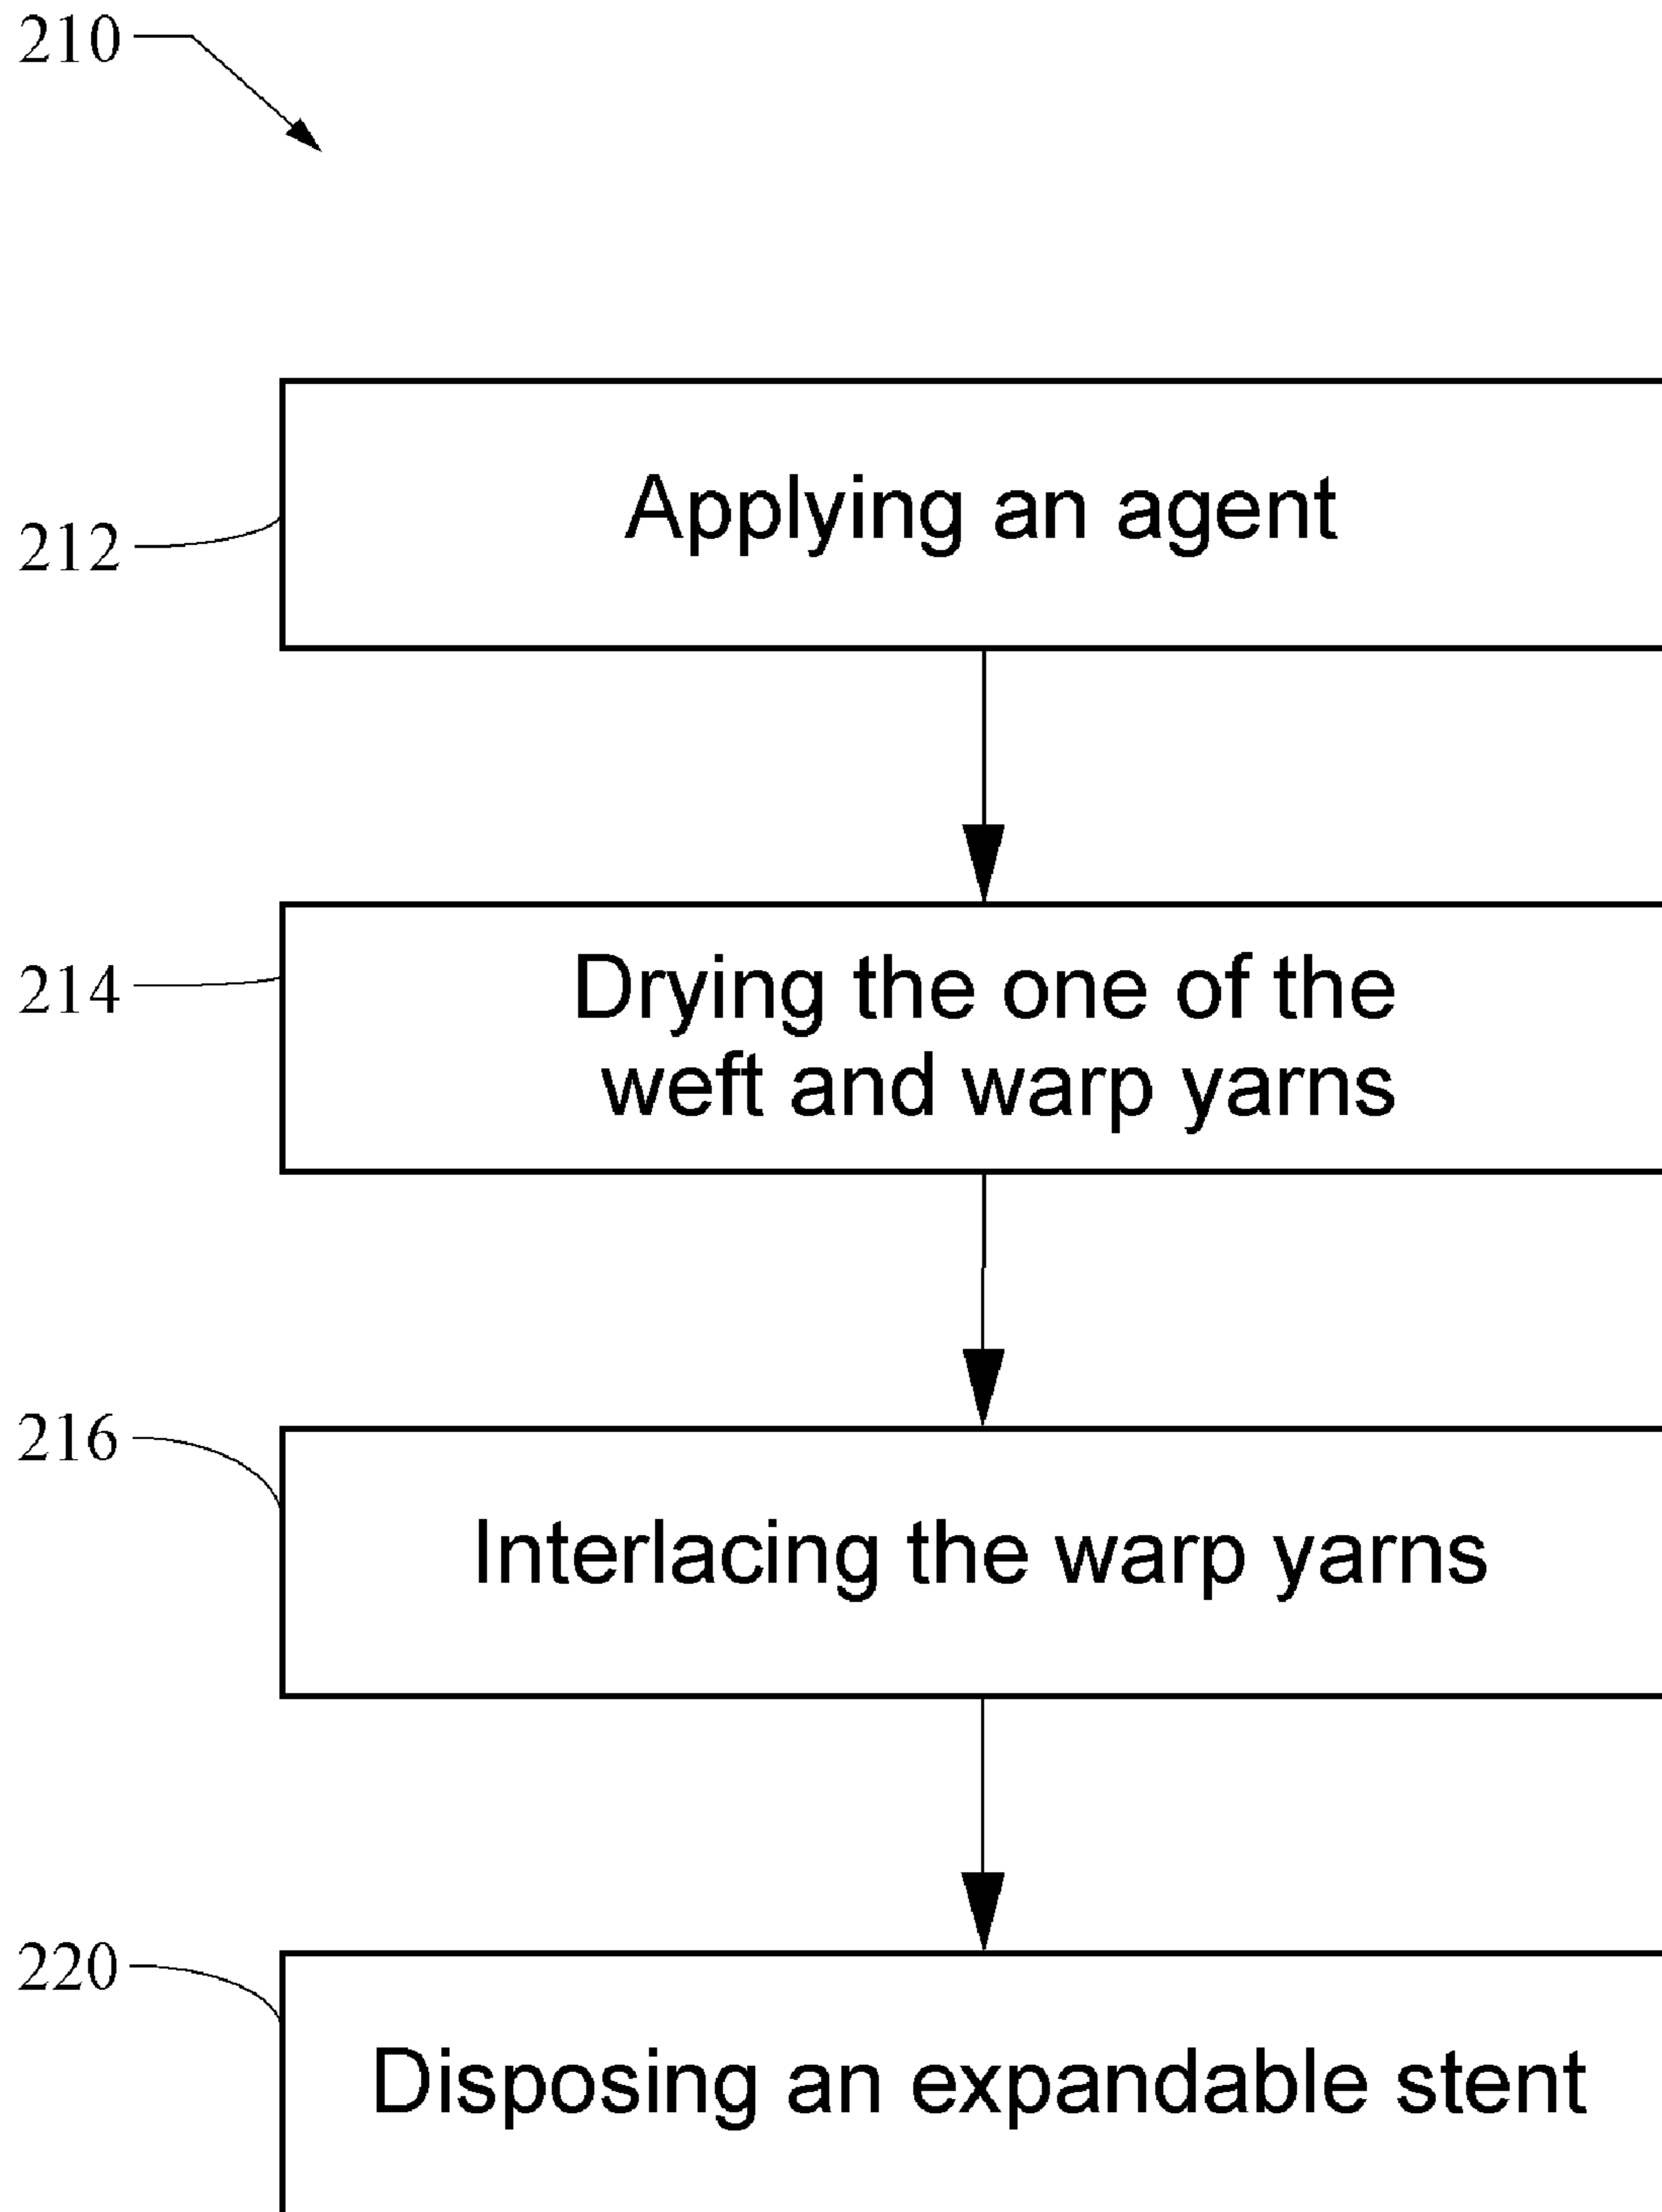 210
212
Applying an agent
214
Drying the one of the
weft and warp yarns
216
Interlacing the warp yarns
220
Disposing an expandable stent